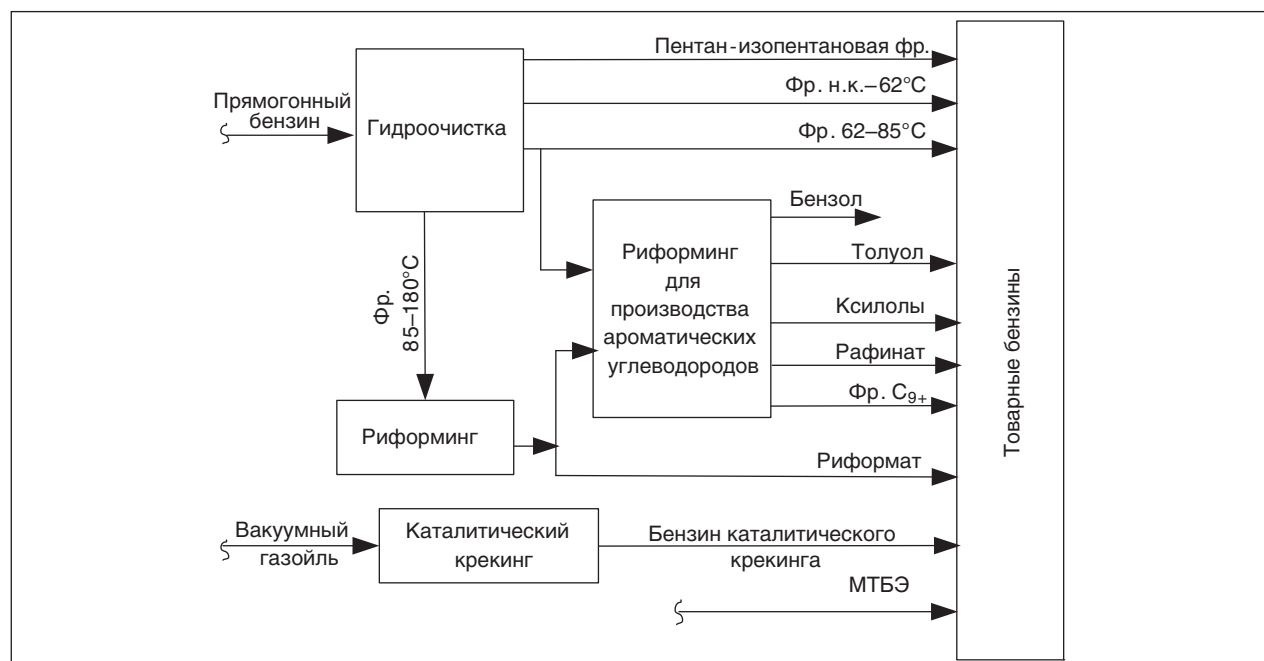 Пентан-изопентановая фр.
Фр. н.к.–62°С
Прямогонный
бензин
Гидроочистка
Фр. 62–85°С
Бензол
Фр.
85–180°С
Риформинг
для
производства
ароматических
углеводородов
Толуол
Ксилолы
Рафинат
Фр. С9+
Товарные бензины
Риформинг
Риформат
Вакуумный
газойль
Каталитический
крекинг
Бензин каталитического
крекинга
МТБЭ